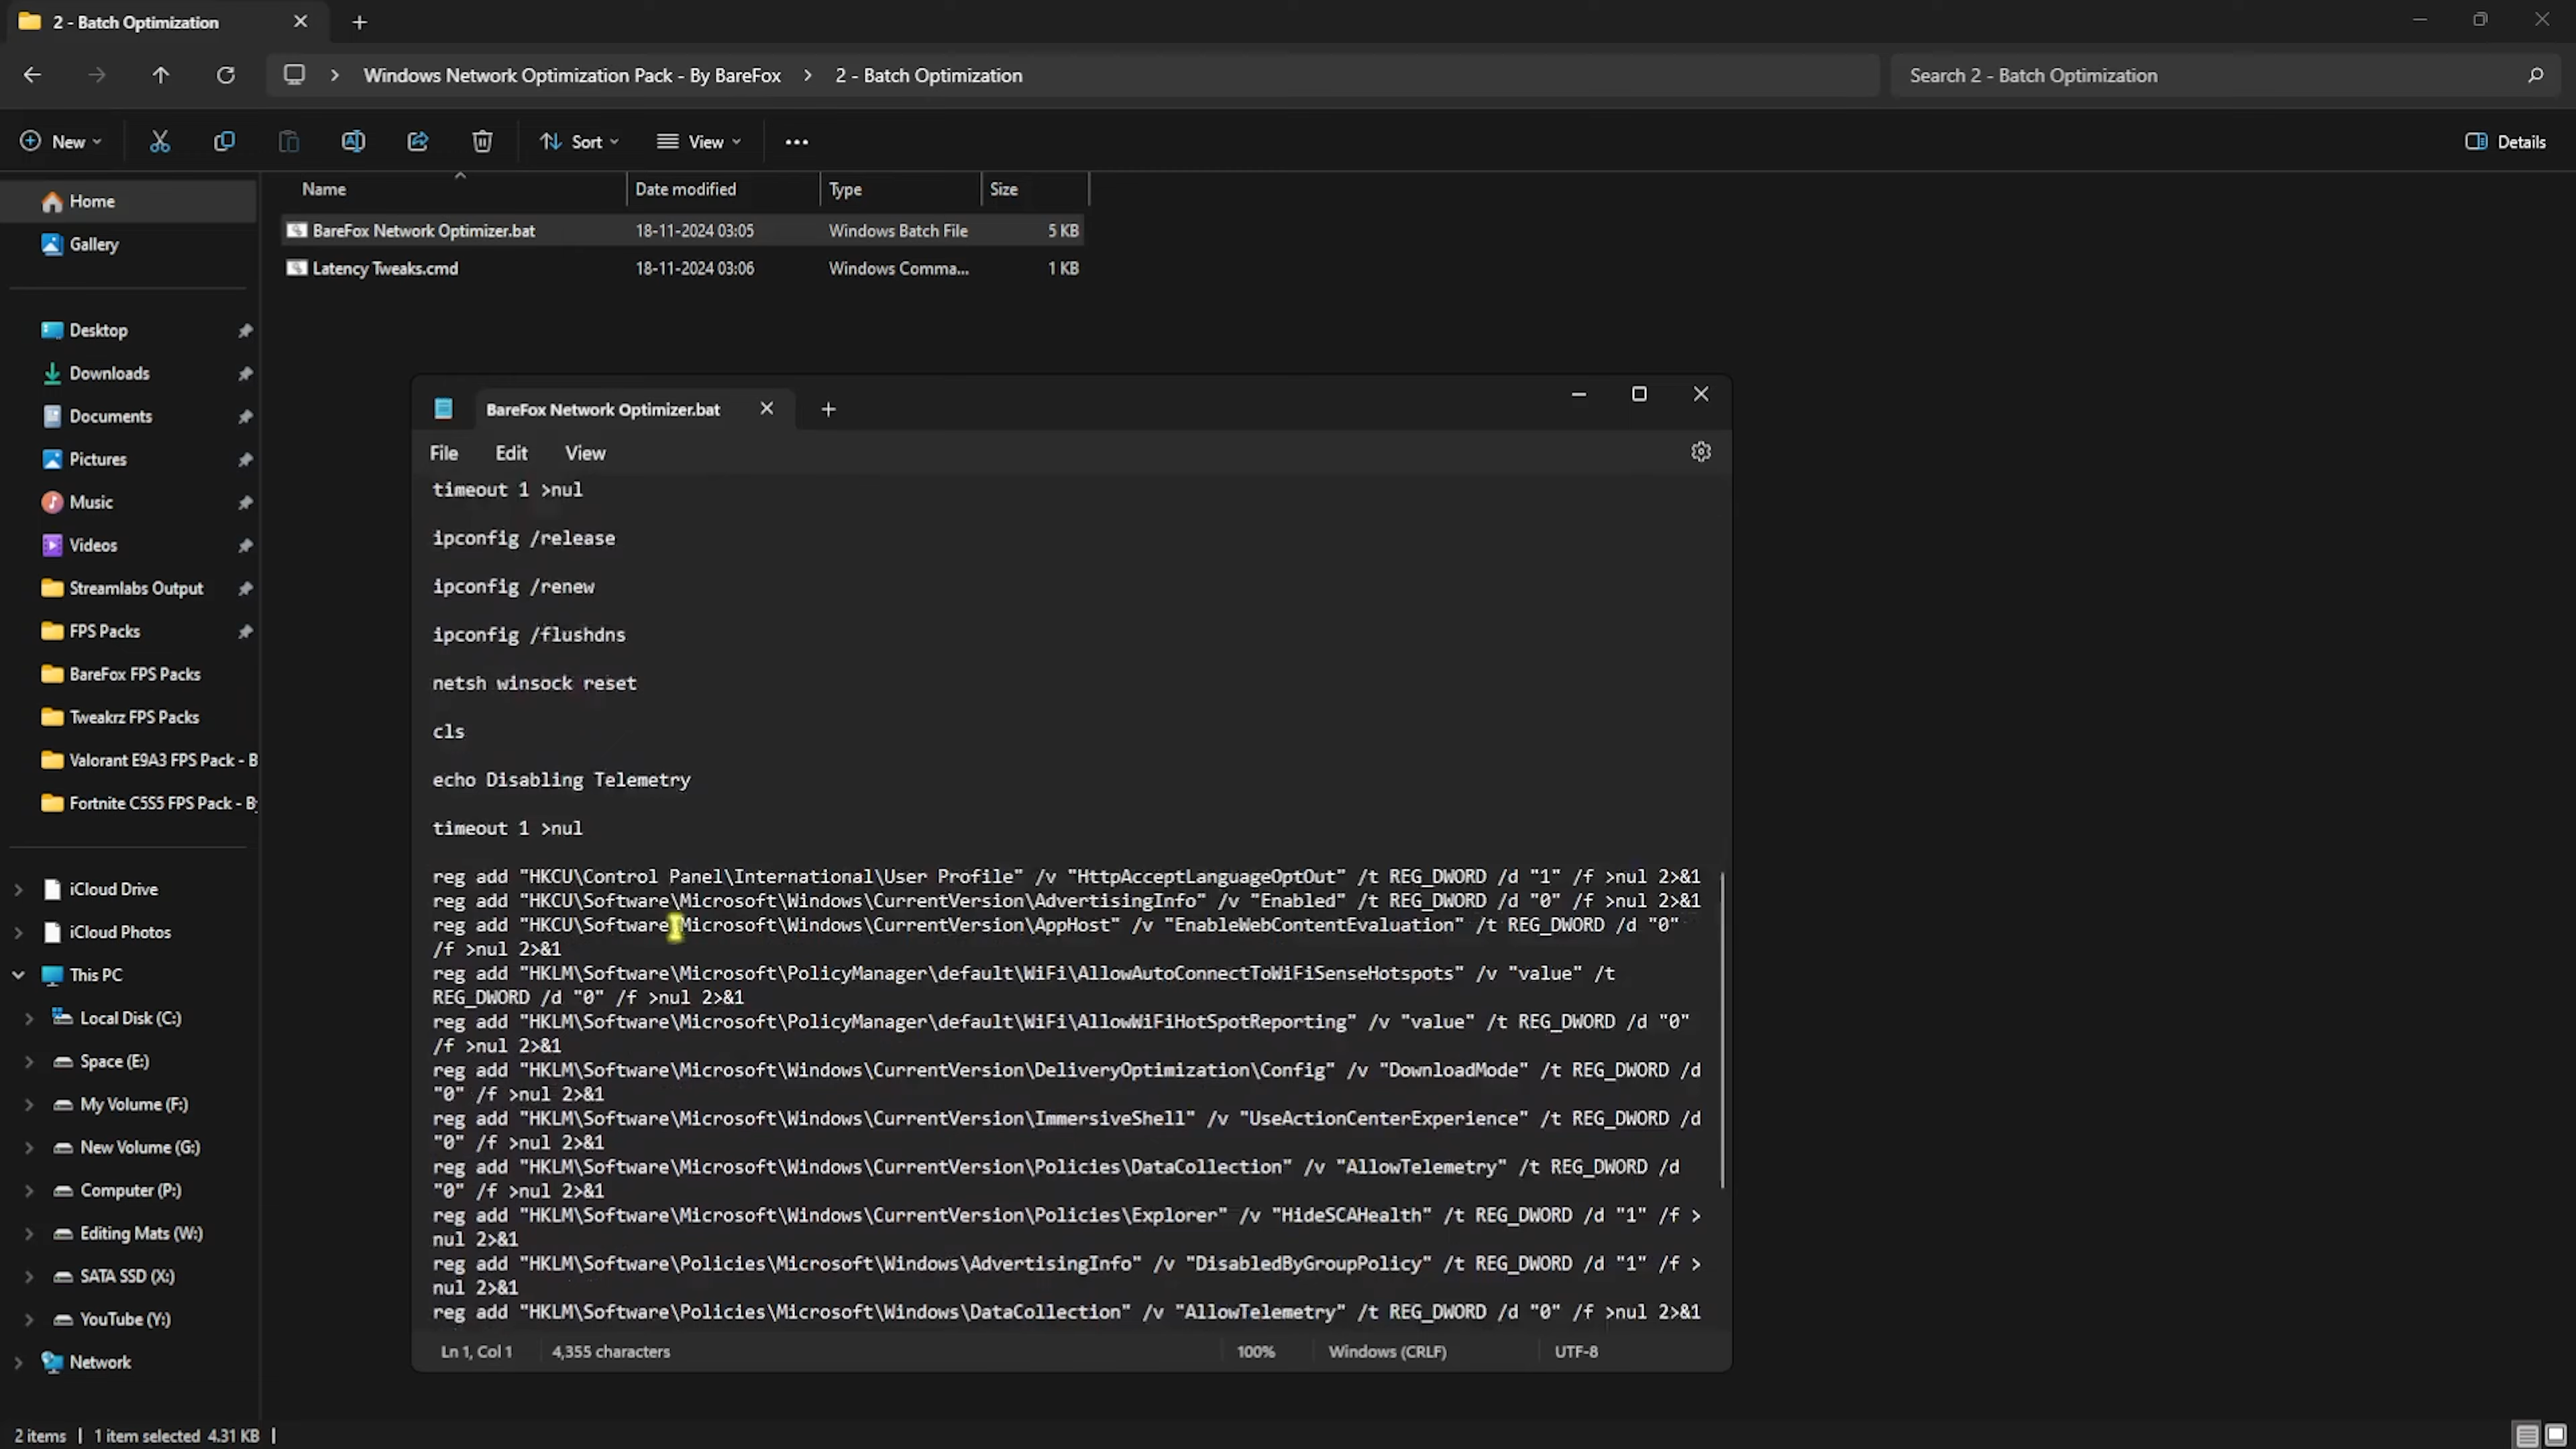 2 - Batch Optimization
Windows Network Optimization Pack - By BareFox > 2 - Batch Optimization
Search 2 - Batch Optimization
New
Sort
View
Details
Name
Date modified
Type
Size
BareFox Network Optimizer.bat
18-11-2024 03:05
Windows Batch File
5 KB
Latency Tweaks.cmd
18-11-2024 03:06
Windows Comma...
1 KB
Home
Gallery
Desktop
Downloads
Documents
Pictures
Music
Videos
Streamlabs Output
FPS Packs
BareFox FPS Packs
Tweakrz FPS Packs
Valorant E9A3 FPS Pack - B
Fortnite C5S5 FPS Pack - By
iCloud Drive
iCloud Photos
This PC
Local Disk (C:)
Space (E:)
My Volume (F:)
New Volume (G:)
Computer (P:)
Editing Mats (W:)
SATA SSD (X:)
YouTube (Y:)
Network
BareFox Network Optimizer.bat
File
Edit
View
timeout 1 >nul
ipconfig /release
ipconfig /renew
ipconfig /flushdns
netsh winsock reset
cls
echo Disabling Telemetry
timeout 1 >nul
reg add "HKCU\Control Panel\International\User Profile" /v "HttpAcceptLanguageOptOut" /t REG_DWORD /d "1" /f >nul 2>&1
reg add "HKCU\Software\Microsoft\Windows\CurrentVersion\AdvertisingInfo" /v "Enabled" /t REG_DWORD /d "0" /f >nul 2>&1
reg add "HKCU\Software\Microsoft\Windows\CurrentVersion\AppHost" /v "EnableWebContentEvaluation" /t REG_DWORD /d "0"
/f >nul 2>&1
reg add "HKLM\Software\Microsoft\PolicyManager\default\WiFi\AllowAutoConnectToWiFiSenseHotspots" /v "value" /t
REG_DWORD /d "0" /f >nul 2>&1
reg add "HKLM\Software\Microsoft\PolicyManager\default\WiFi\AllowWiFiHotSpotReporting" /v "value" /t REG_DWORD /d "0"
/f >nul 2>&1
reg add "HKLM\Software\Microsoft\Windows\CurrentVersion\DeliveryOptimization\Config" /v "DownloadMode" /t REG_DWORD /d
"0" /f >nul 2>&1
reg add "HKLM\Software\Microsoft\Windows\CurrentVersion\ImmersiveShell" /v "UseActionCenterExperience" /t REG_DWORD /d
"0" /f >nul 2>&1
reg add "HKLM\Software\Microsoft\Windows\CurrentVersion\Policies\DataCollection" /v "AllowTelemetry" /t REG_DWORD /d
"0" /f >nul 2>&1
reg add "HKLM\Software\Microsoft\Windows\CurrentVersion\Policies\Explorer" /v "HideSCAHealth" /t REG_DWORD /d "1" /f >
nul 2>&1
reg add "HKLM\Software\Policies\Microsoft\Windows\AdvertisingInfo" /v "DisabledByGroupPolicy" /t REG_DWORD /d "1" /f >
nul 2>&1
reg add "HKLM\Software\Policies\Microsoft\Windows\DataCollection" /v "AllowTelemetry" /t REG_DWORD /d "0" /f >nul 2>&1
Ln 1, Col 1
4,355 characters
100%
Windows (CRLF)
UTF-8
2 items
1 item selected 4.31 KB